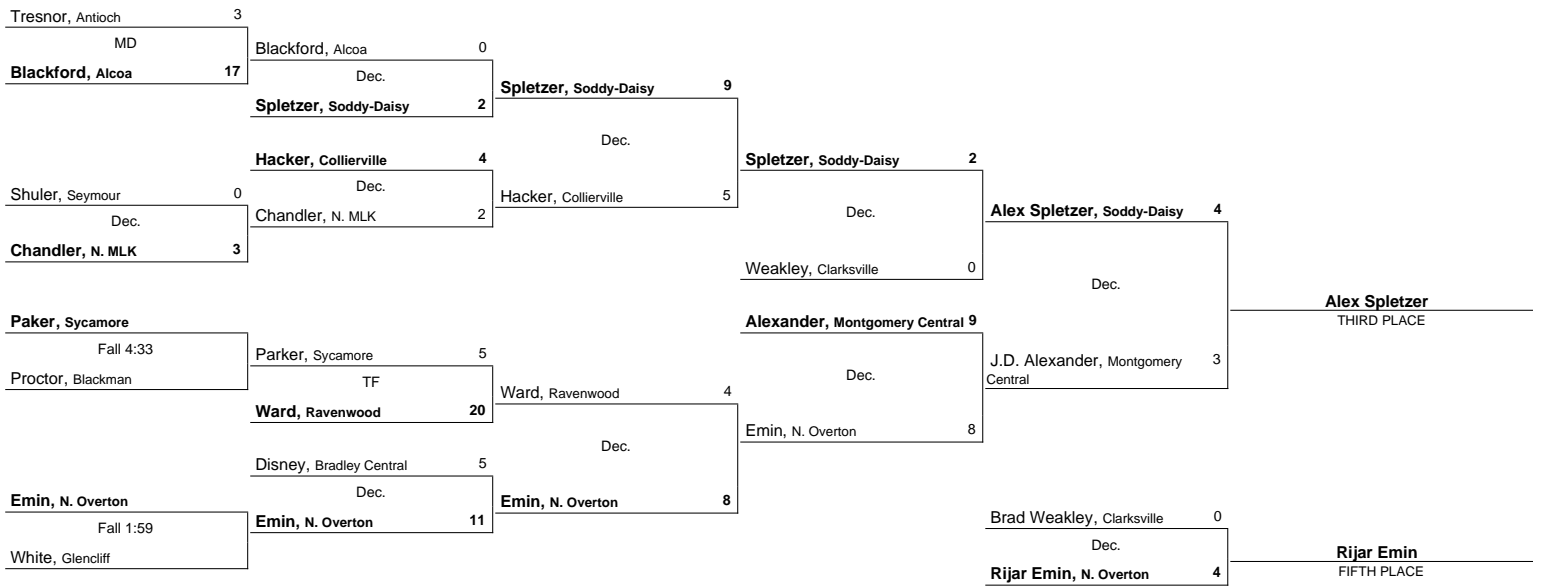 Tresnor, Antioch 3
MD
Blackford, Alcoa 17
Shuler, Seymour 0
Dec.
Chandler, N. MLK 3
Paker, Sycamore
Fall 4:33
Proctor, Blackman
Emin, N. Overton
Fall 1:59
White, Glencliff
Blackford, Alcoa 0
Dec.
Spletzer, Soddy-Daisy 2
Hacker, Collierville 4
Dec.
Chandler, N. MLK 2
Parker, Sycamore 5
TF
Ward, Ravenwood 20
Disney, Bradley Central 5
Dec.
Emin, N. Overton 11
Spletzer, Soddy-Daisy 9
Dec.
Hacker, Collierville 5
Ward, Ravenwood 4
Dec.
Emin, N. Overton 8
Spletzer, Soddy-Daisy 2
Dec.
Weakley, Clarksville 0
Alexander, Montgomery Central 9
Dec.
Emin, N. Overton 8
Alex Spletzer, Soddy-Daisy 4
Dec.
J.D. Alexander, Montgomery 3
Central
Brad Weakley, Clarksville 0
Dec.
Rijar Emin, N. Overton 4
Alex Spletzer
THIRD PLACE
Rijar Emin
FIFTH PLACE